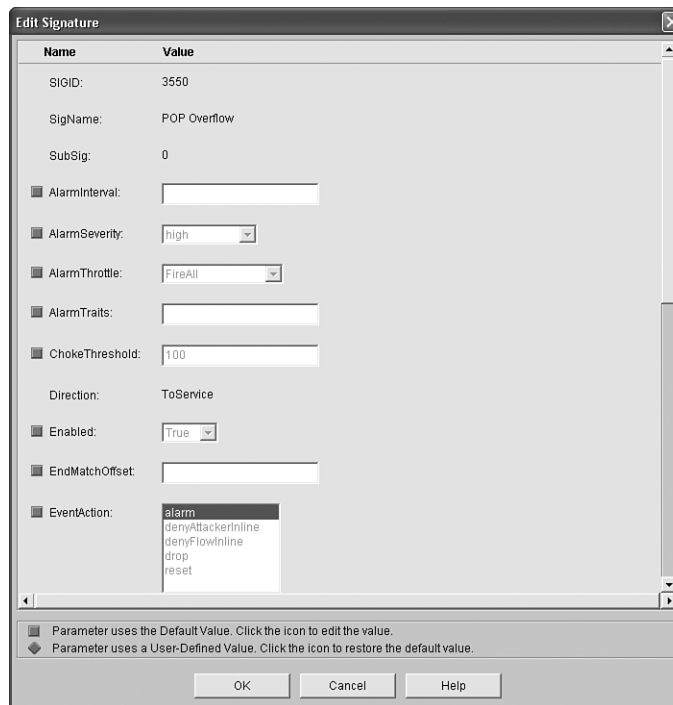 Edit Signature
Name Value
SIGID: 3550
SigName: POP Overflow
SubSig: 0
AlarmInterval:
AlarmSeverity: high
AlarmThrottle: FireAll
AlarmTraits:
ChokeThreshold: 100
Direction: ToService
Enabled: True
EndMatchOffset:
EventAction: alarm
denyAttackerInline
denyFlowInline
drop
reset
Parameter uses the Default Value. Click the icon to edit the value.
Parameter uses a User-Defined Value. Click the icon to restore the default value.
OK Cancel Help